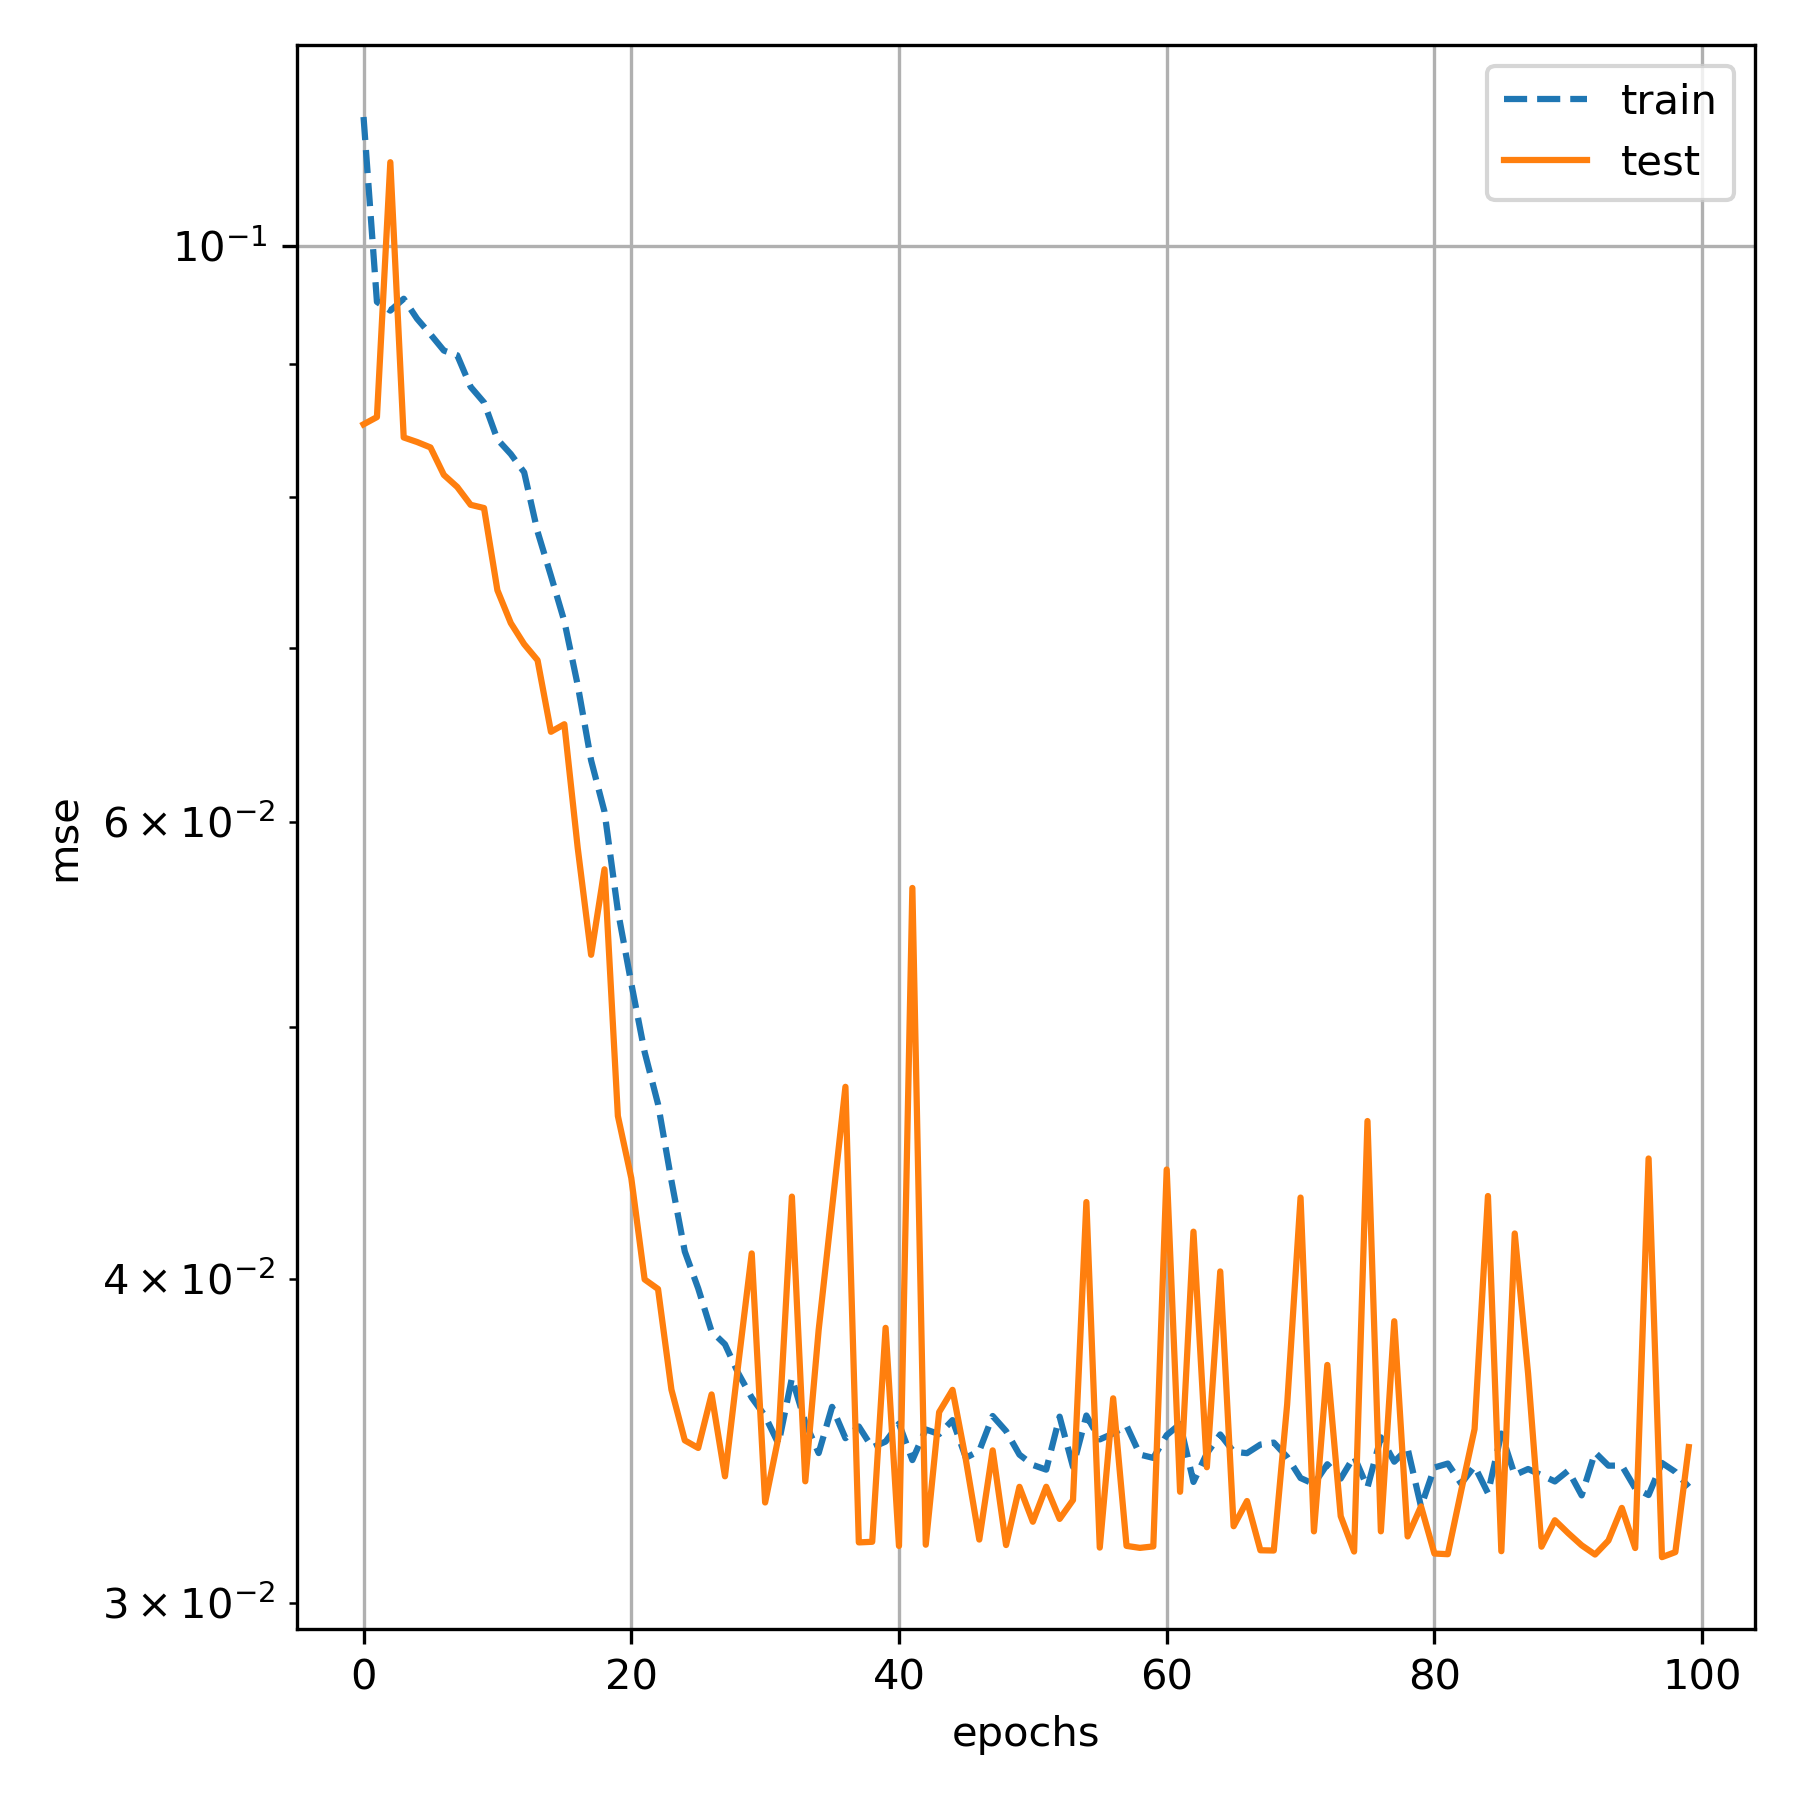 train
test
10⁻¹
6 × 10⁻²
4 × 10⁻²
3 × 10⁻²
mse
0 20 40 60 80 100
epochs